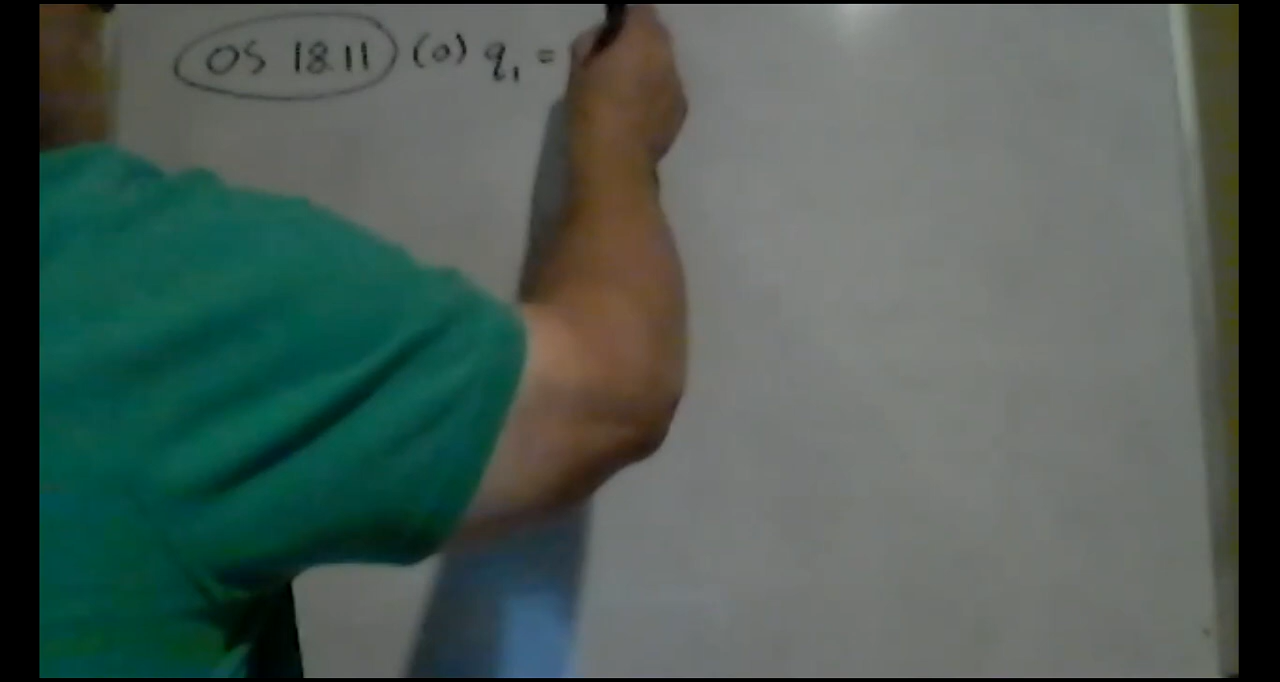 OS 18.11 (a) q₁ =